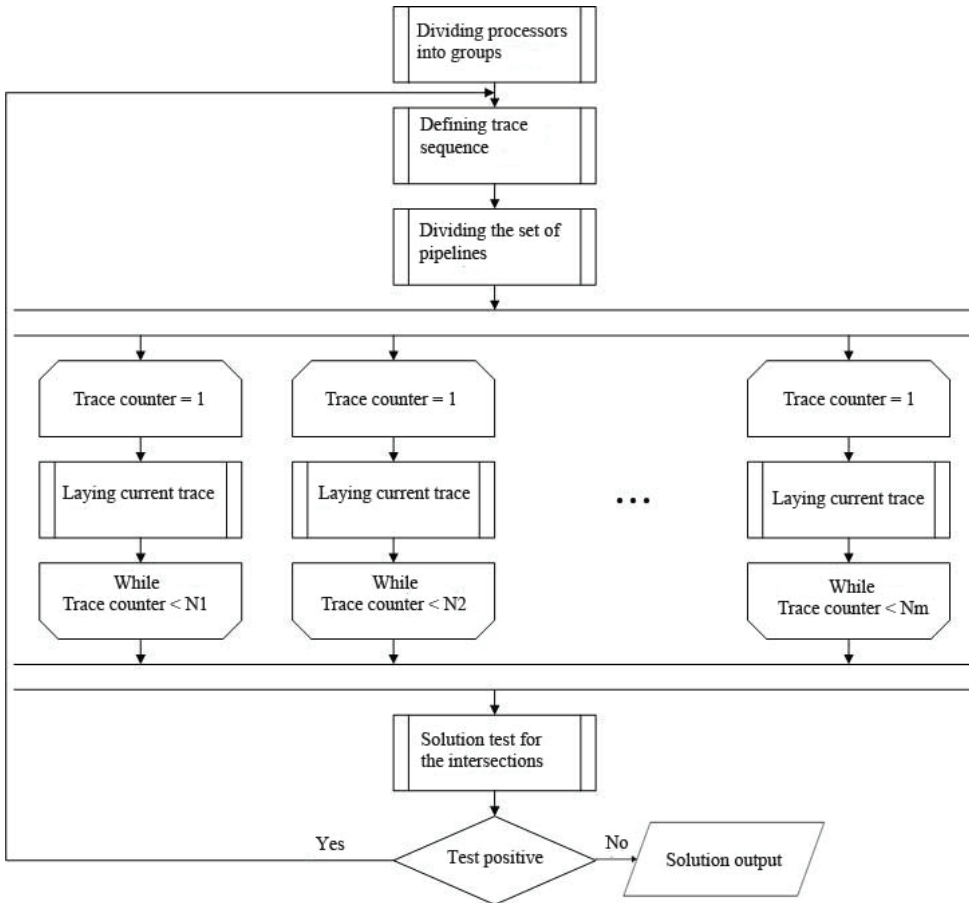 Dividing processors
into groups
Defining trace
sequence
Dividing the set of
pipelines
Trace counter = 1
Trace counter = 1
Trace counter = 1
Laying current trace
Laying current trace
...
Laying current trace
While
Trace counter < N1
While
Trace counter < N2
While
Trace counter < Nm
Solution test for
the intersections
Yes
Test positive
No
Solution output